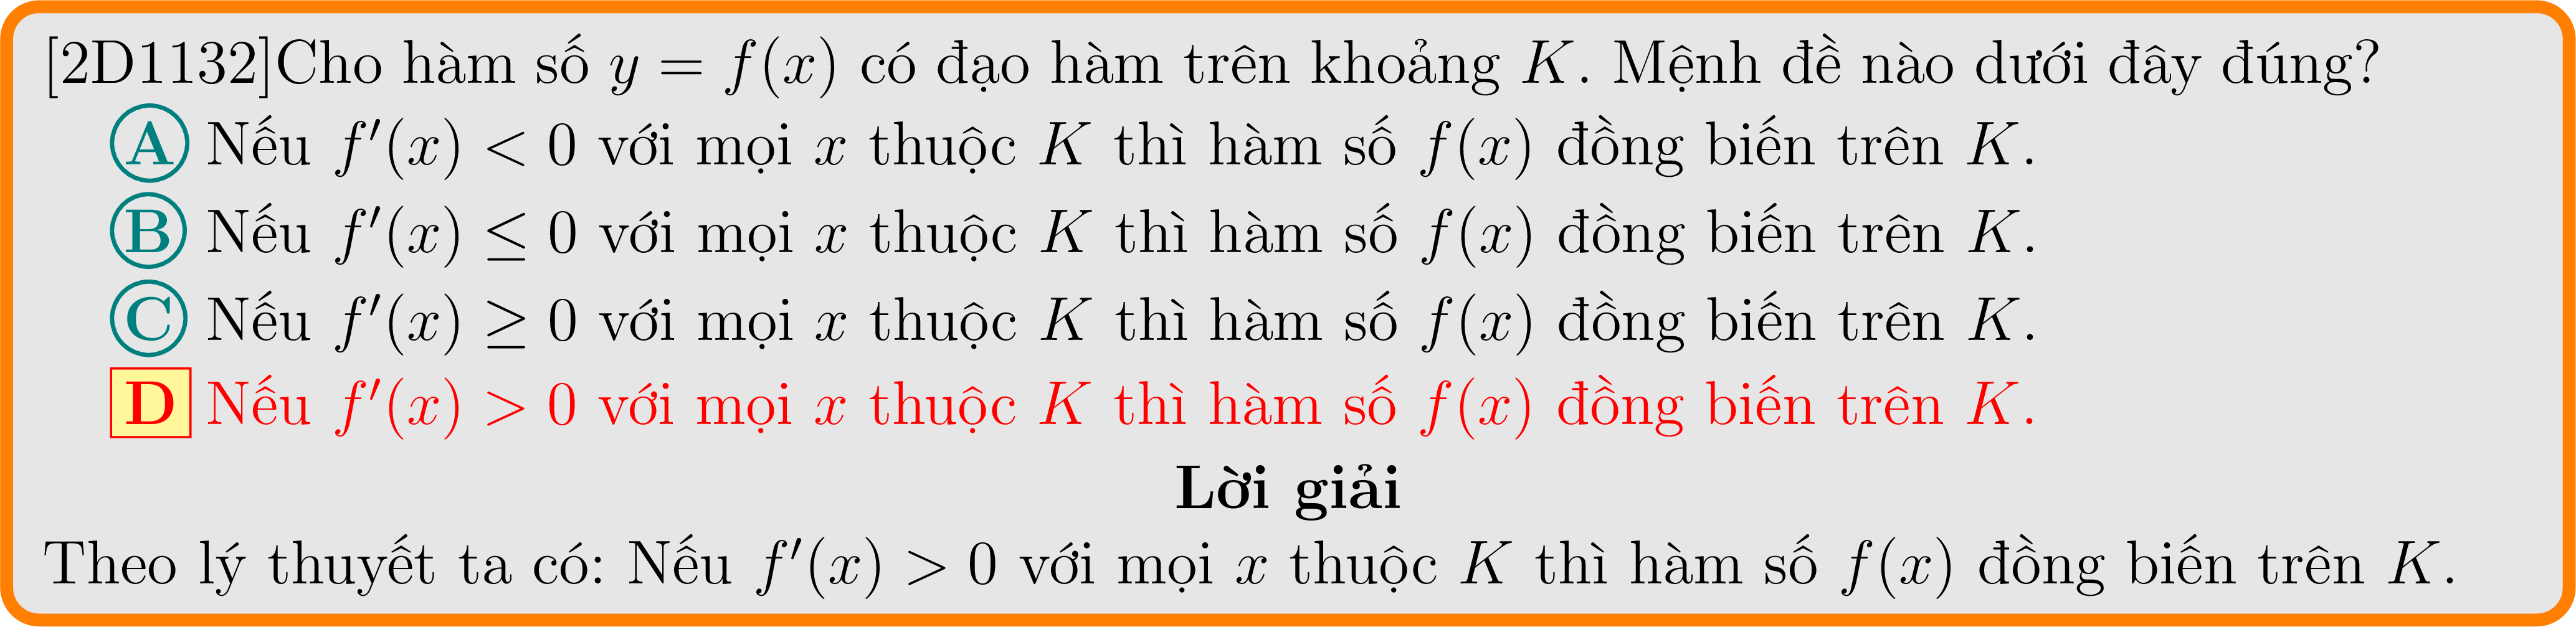 [2D1132]Cho hàm số y = f(x) có đạo hàm trên khoảng K. Mệnh đề nào dưới đây đúng?
A Nếu f′(x) < 0 với mọi x thuộc K thì hàm số f(x) đồng biến trên K.
B Nếu f′(x) ≤ 0 với mọi x thuộc K thì hàm số f(x) đồng biến trên K.
C Nếu f′(x) ≥ 0 với mọi x thuộc K thì hàm số f(x) đồng biến trên K.
D Nếu f′(x) > 0 với mọi x thuộc K thì hàm số f(x) đồng biến trên K.
Lời giải
Theo lý thuyết ta có: Nếu f′(x) > 0 với mọi x thuộc K thì hàm số f(x) đồng biến trên K.